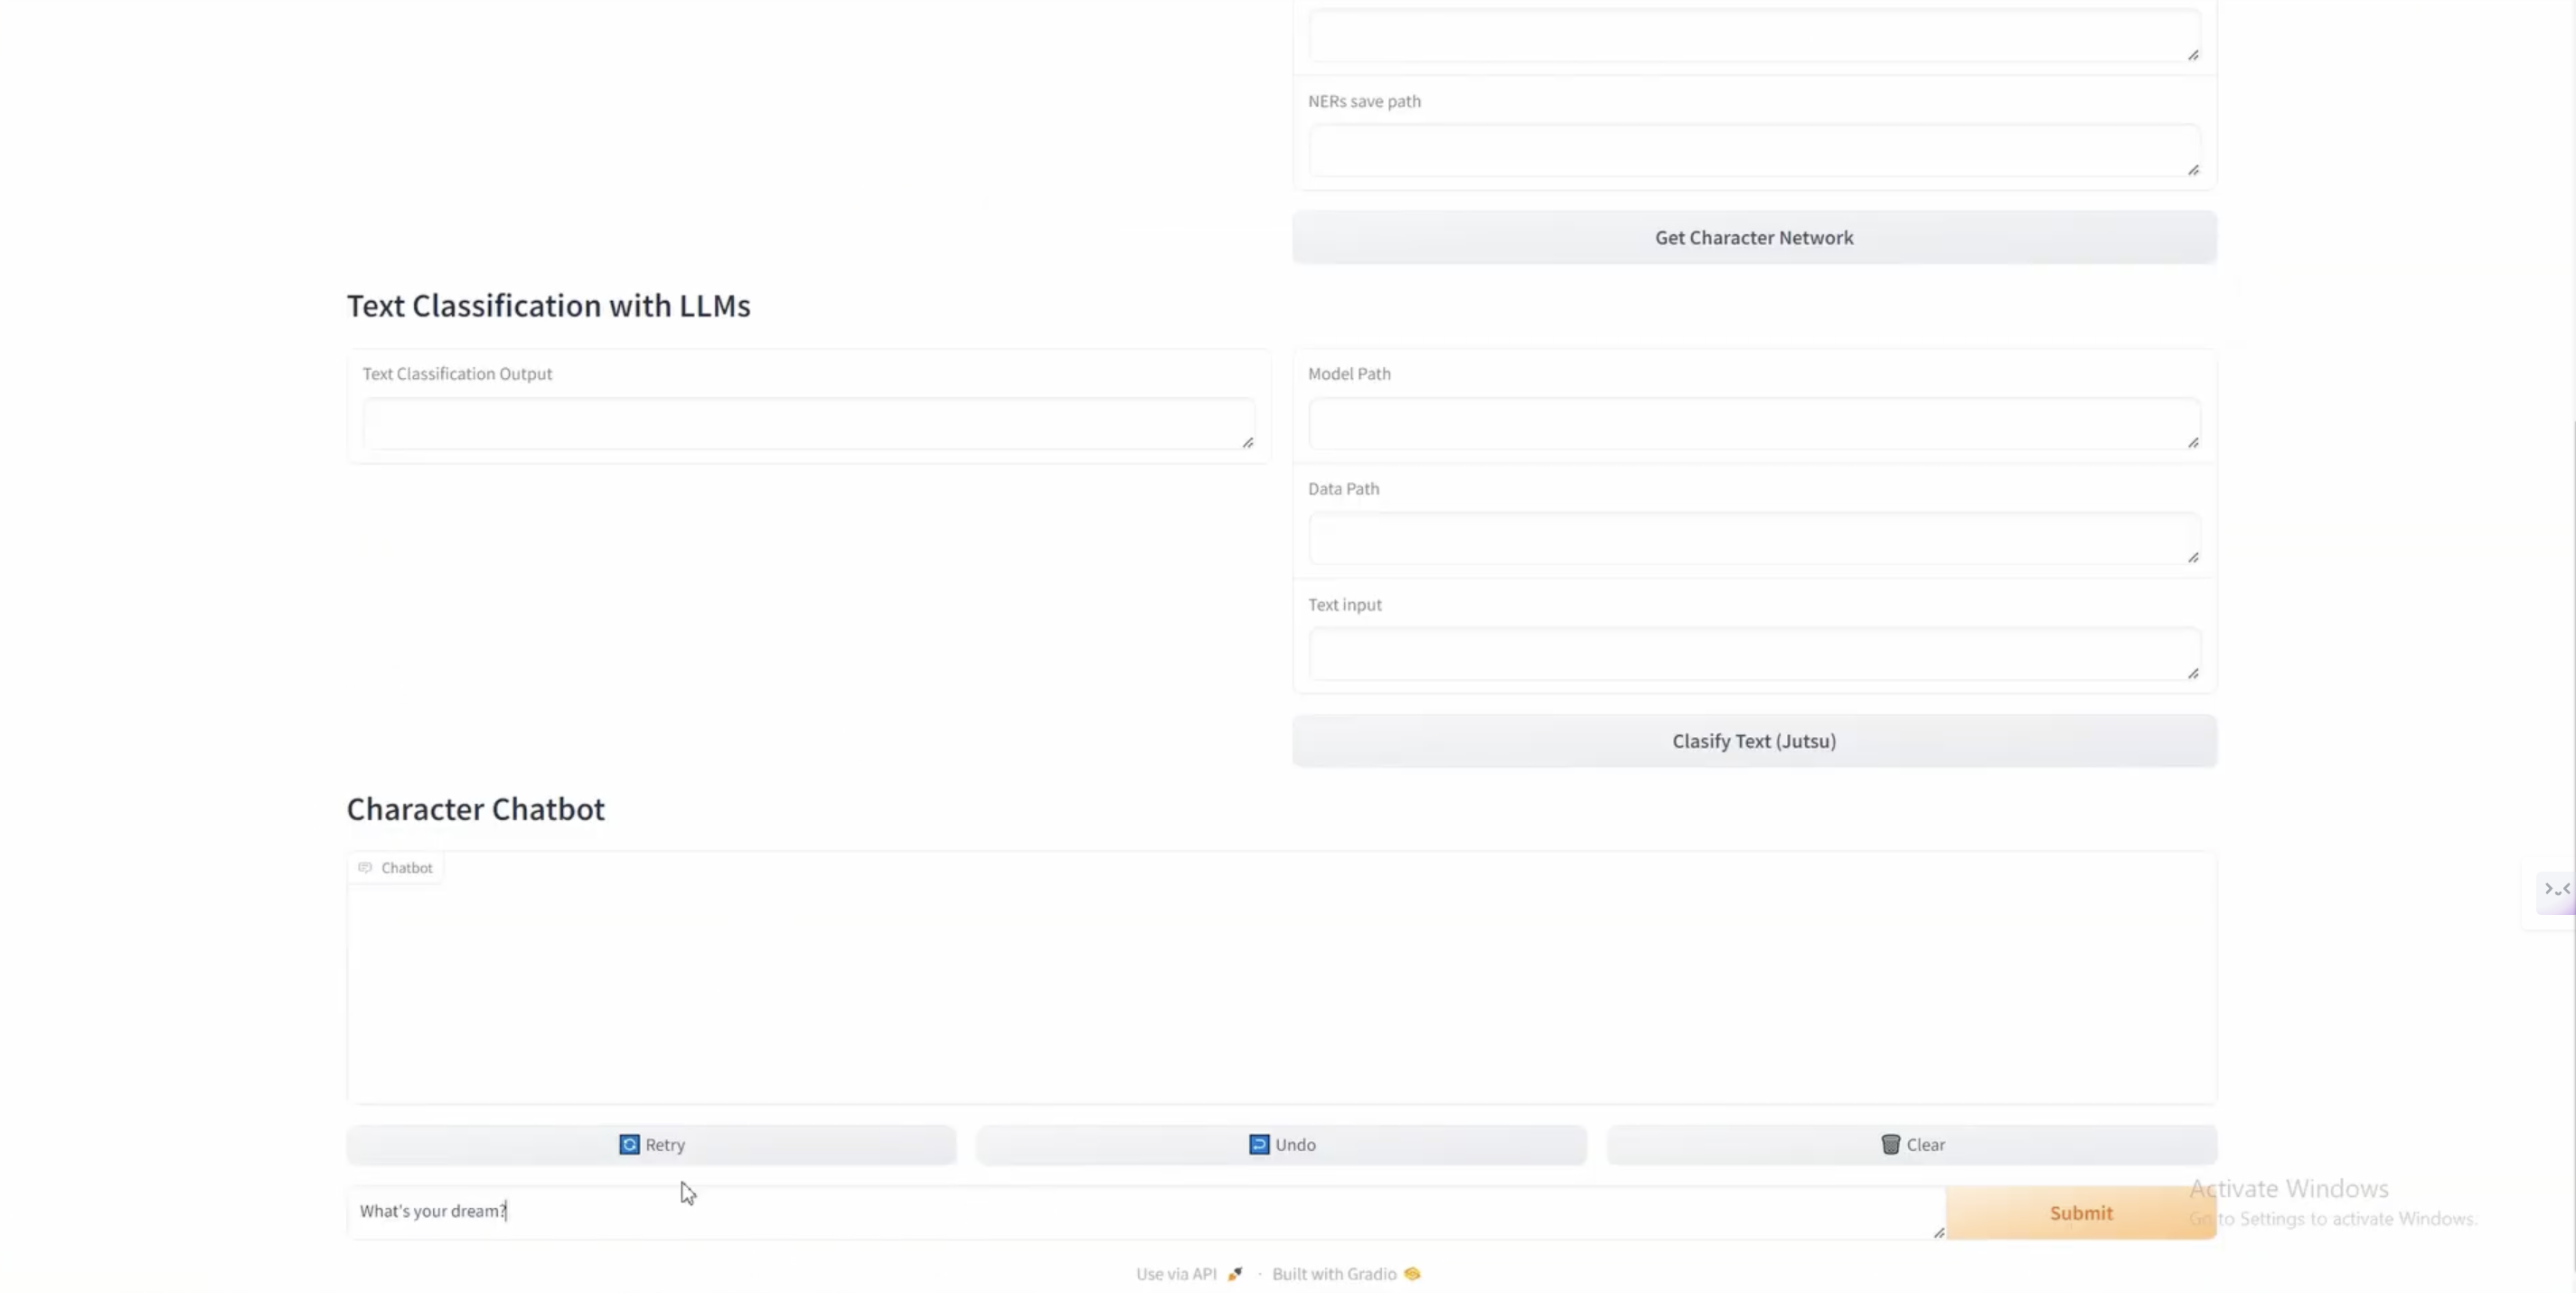 NERs save path
Get Character Network
Text Classification with LLMs
Text Classification Output
Model Path
Data Path
Text input
Clasify Text (Jutsu)
Character Chatbot
Chatbot
Retry
Undo
Clear
What's your dream?
Submit
Activate Windows
Go to Settings to activate Windows.
Use via API · Built with Gradio